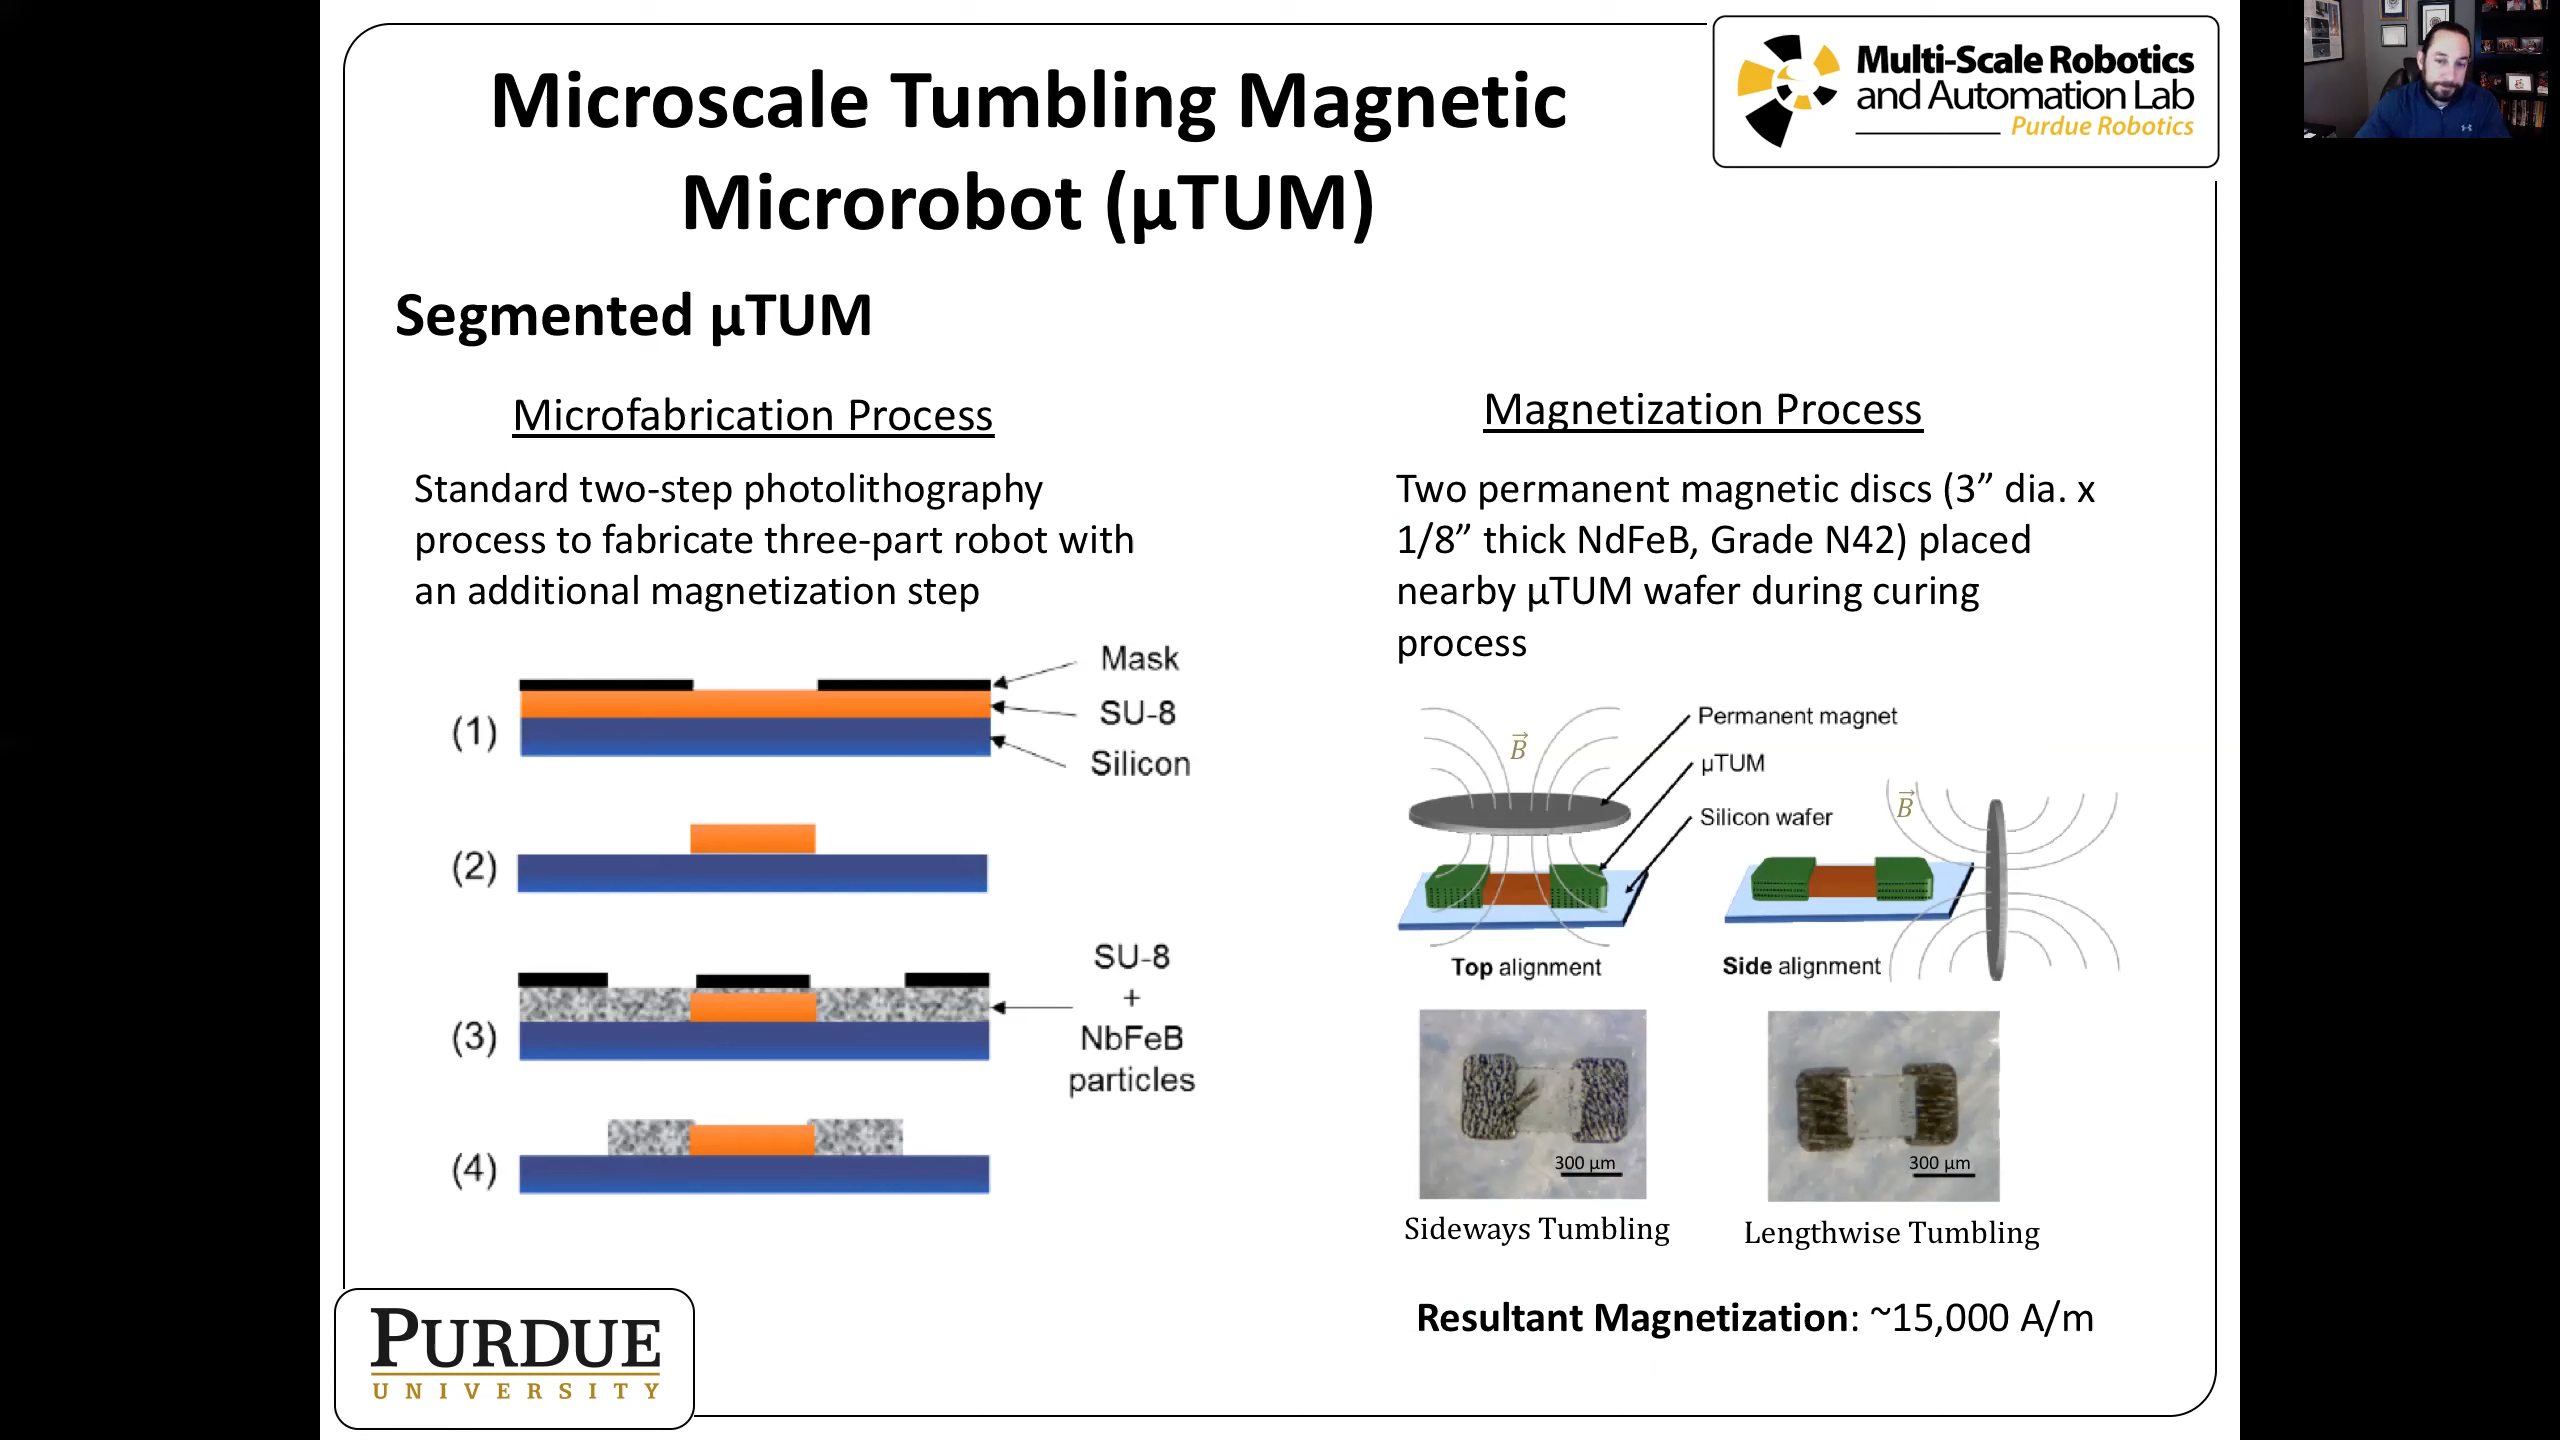 Microscale Tumbling Magnetic
Microrobot (µTUM)
Multi-Scale Robotics
and Automation Lab
Purdue Robotics
Segmented µTUM
Microfabrication Process
Standard two-step photolithography
process to fabricate three-part robot with
an additional magnetization step
Mask
SU-8
Silicon
(1)
(2)
(3)
SU-8
+
NbFeB
particles
(4)
Magnetization Process
Two permanent magnetic discs (3” dia. x
1/8” thick NdFeB, Grade N42) placed
nearby µTUM wafer during curing
process
Permanent magnet
µTUM
Silicon wafer
B⃗
B⃗
Top alignment
Side alignment
300 µm
300 µm
Sideways Tumbling
Lengthwise Tumbling
Resultant Magnetization: ~15,000 A/m
PURDUE
UNIVERSITY